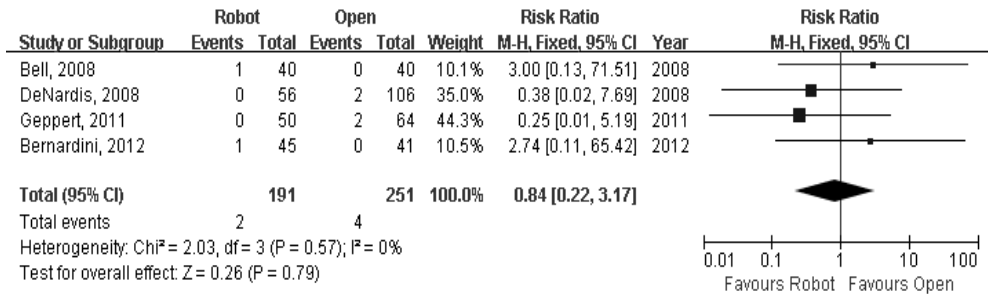 Robot Open Risk Ratio Risk Ratio
Study or Subgroup Events Total Events Total Weight M-H, Fixed, 95% CI Year M-H, Fixed, 95% CI
Bell, 2008 1 40 0 40 10.1% 3.00 [0.13, 71.51] 2008
DeNardis, 2008 0 56 2 106 35.0% 0.38 [0.02, 7.69] 2008
Geppert, 2011 0 50 2 64 44.3% 0.25 [0.01, 5.19] 2011
Bernardini, 2012 1 45 0 41 10.5% 2.74 [0.11, 65.42] 2012
Total (95% CI) 191 251 100.0% 0.84 [0.22, 3.17]
Total events 2 4
Heterogeneity: Chi² = 2.03, df = 3 (P = 0.57); I² = 0%
Test for overall effect: Z = 0.26 (P = 0.79)
0.01 0.1 1 10 100
Favours Robot Favours Open